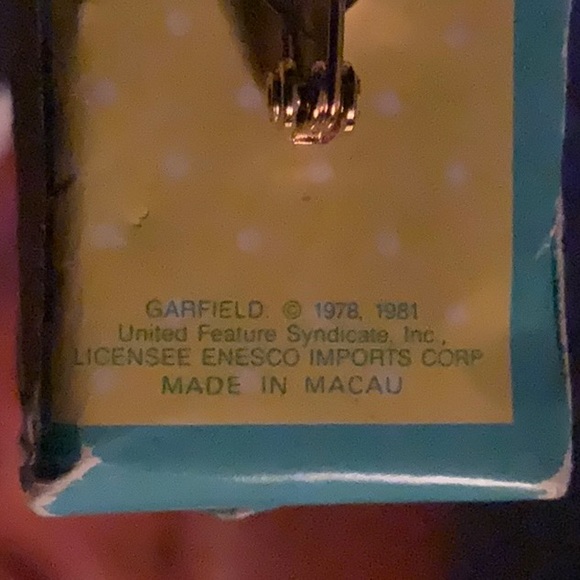 GARFIELD: © 1978, 1981
United Feature Syndicate, Inc.,
LICENSEE ENESCO IMPORTS CORP
MADE IN MACAU